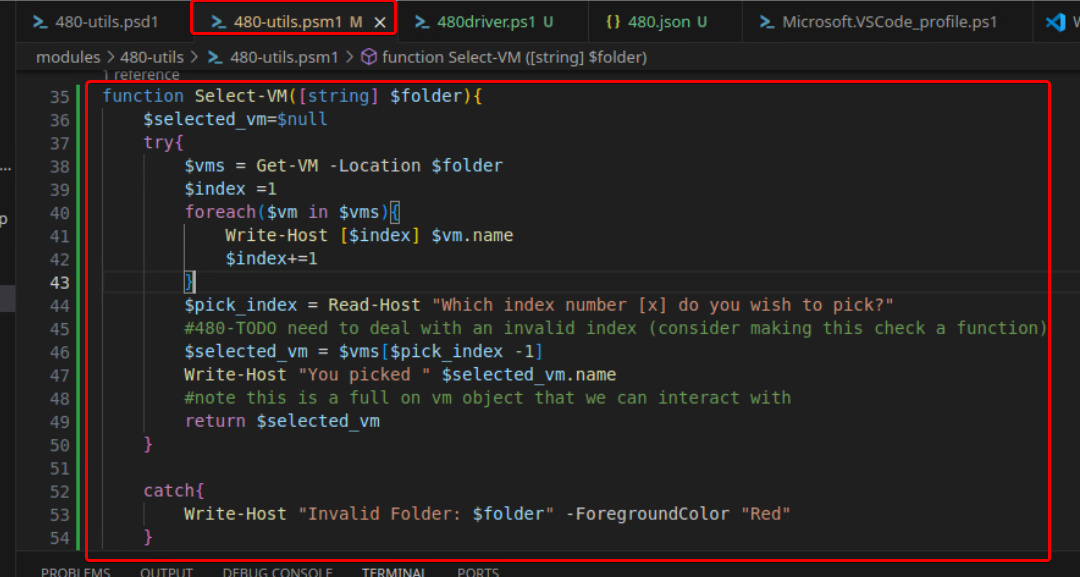 480-utils.psd1 480-utils.psm1 M × 480driver.ps1 U {} 480.json U Microsoft.VSCode_profile.ps1 W
modules > 480-utils > 480-utils.psm1 > function Select-VM ([string] $folder)
1 reference
35 function Select-VM([string] $folder){
36 $selected_vm=$null
37 try{
38 $vms = Get-VM -Location $folder
39 $index =1
40 foreach($vm in $vms){
41 Write-Host [$index] $vm.name
42 $index+=1
43 }
44 $pick_index = Read-Host "Which index number [x] do you wish to pick?"
45 #480-TODO need to deal with an invalid index (consider making this check a function)
46 $selected_vm = $vms[$pick_index -1]
47 Write-Host "You picked " $selected_vm.name
48 #note this is a full on vm object that we can interact with
49 return $selected_vm
50 }
51
52 catch{
53 Write-Host "Invalid Folder: $folder" -ForegroundColor "Red"
54 }
... 
p
PROBLEMS OUTPUT DEBUG CONSOLE TERMINAL PORTS